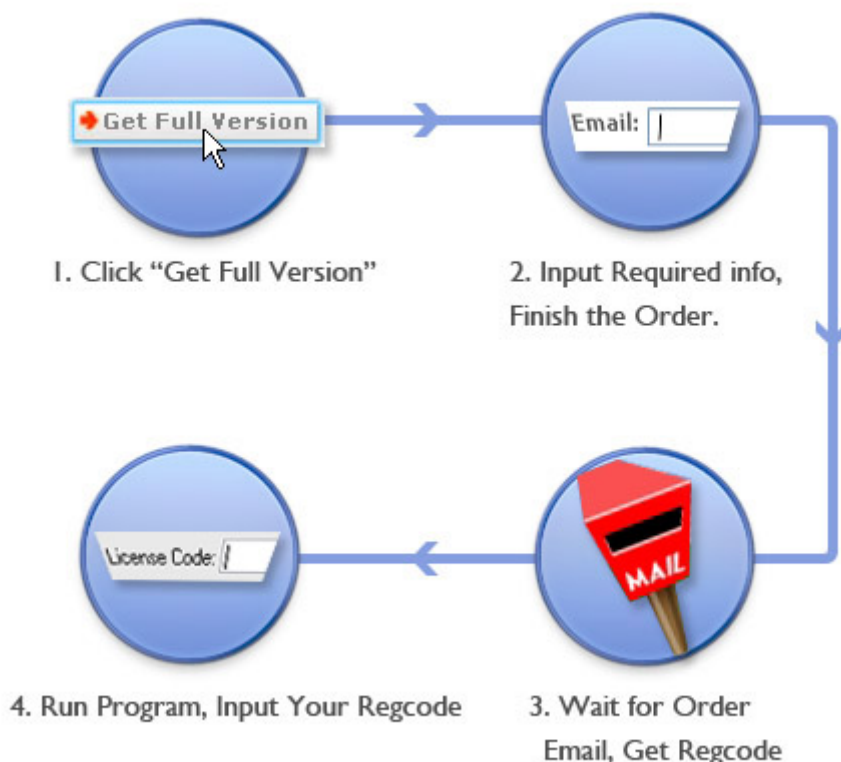 Get Full Version
Email:
1. Click “Get Full Version”
2. Input Required info,
Finish the Order.
License Code:
MAIL
4. Run Program, Input Your Regcode
3. Wait for Order
Email, Get Regcode